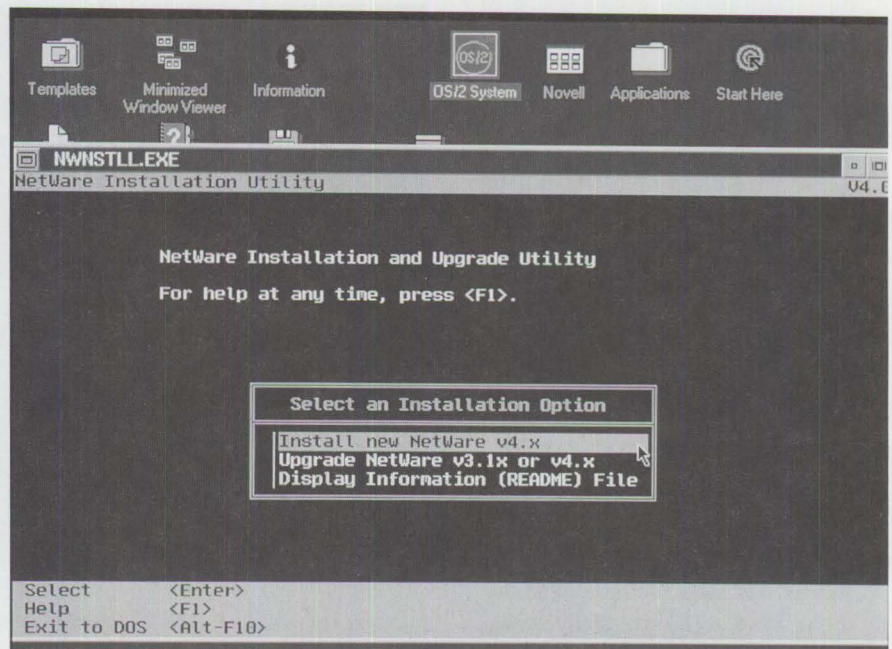 Templates
Minimized
Window Viewer
Information
OS/2
OS/2 System
Novell
Applications
Start Here
NWNSTLL.EXE
NetWare Installation Utility
NetWare Installation and Upgrade Utility
For help at any time, press <F1>.
Select an Installation Option
Install new NetWare v4.x
Upgrade NetWare v3.1x or v4.x
Display Information (README) File
Select <Enter>
Help <F1>
Exit to DOS <Alt-F10>